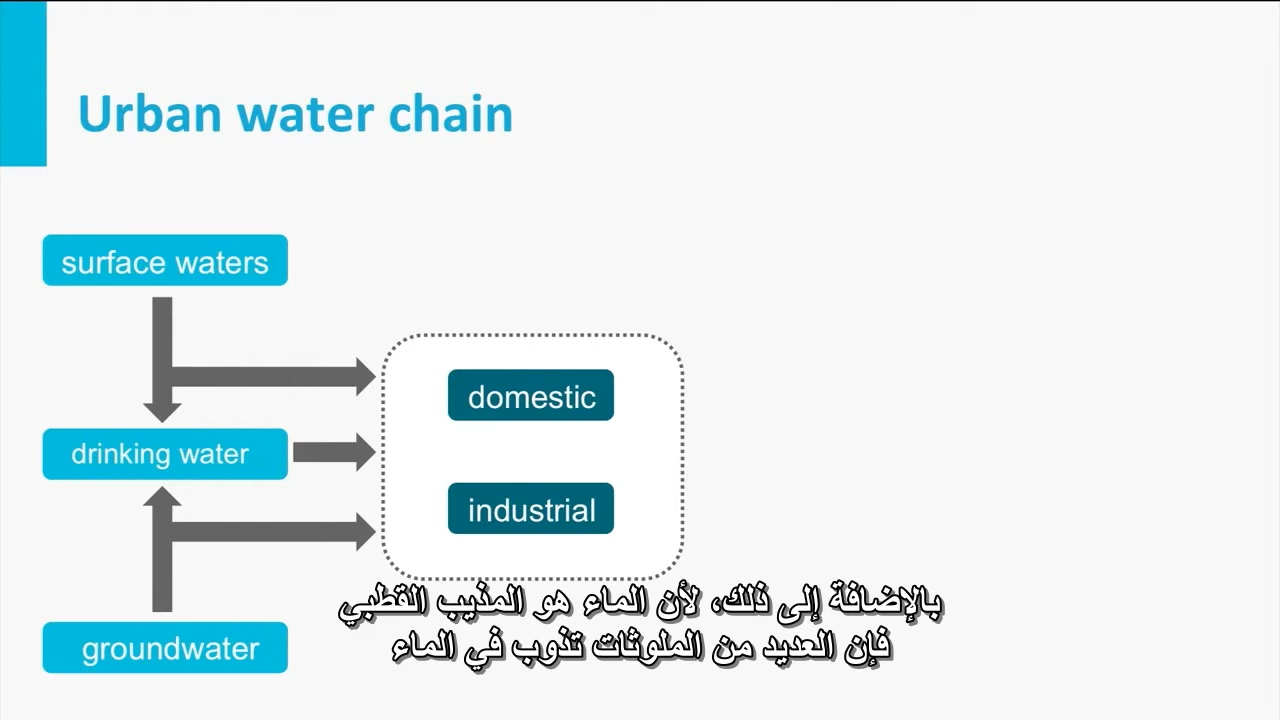 Urban water chain
surface waters
domestic
drinking water
industrial
groundwater
بالإضافة إلى ذلك، لأن الماء هو المذيب القطبي
فإن العديد من الملوثات تذوب في الماء